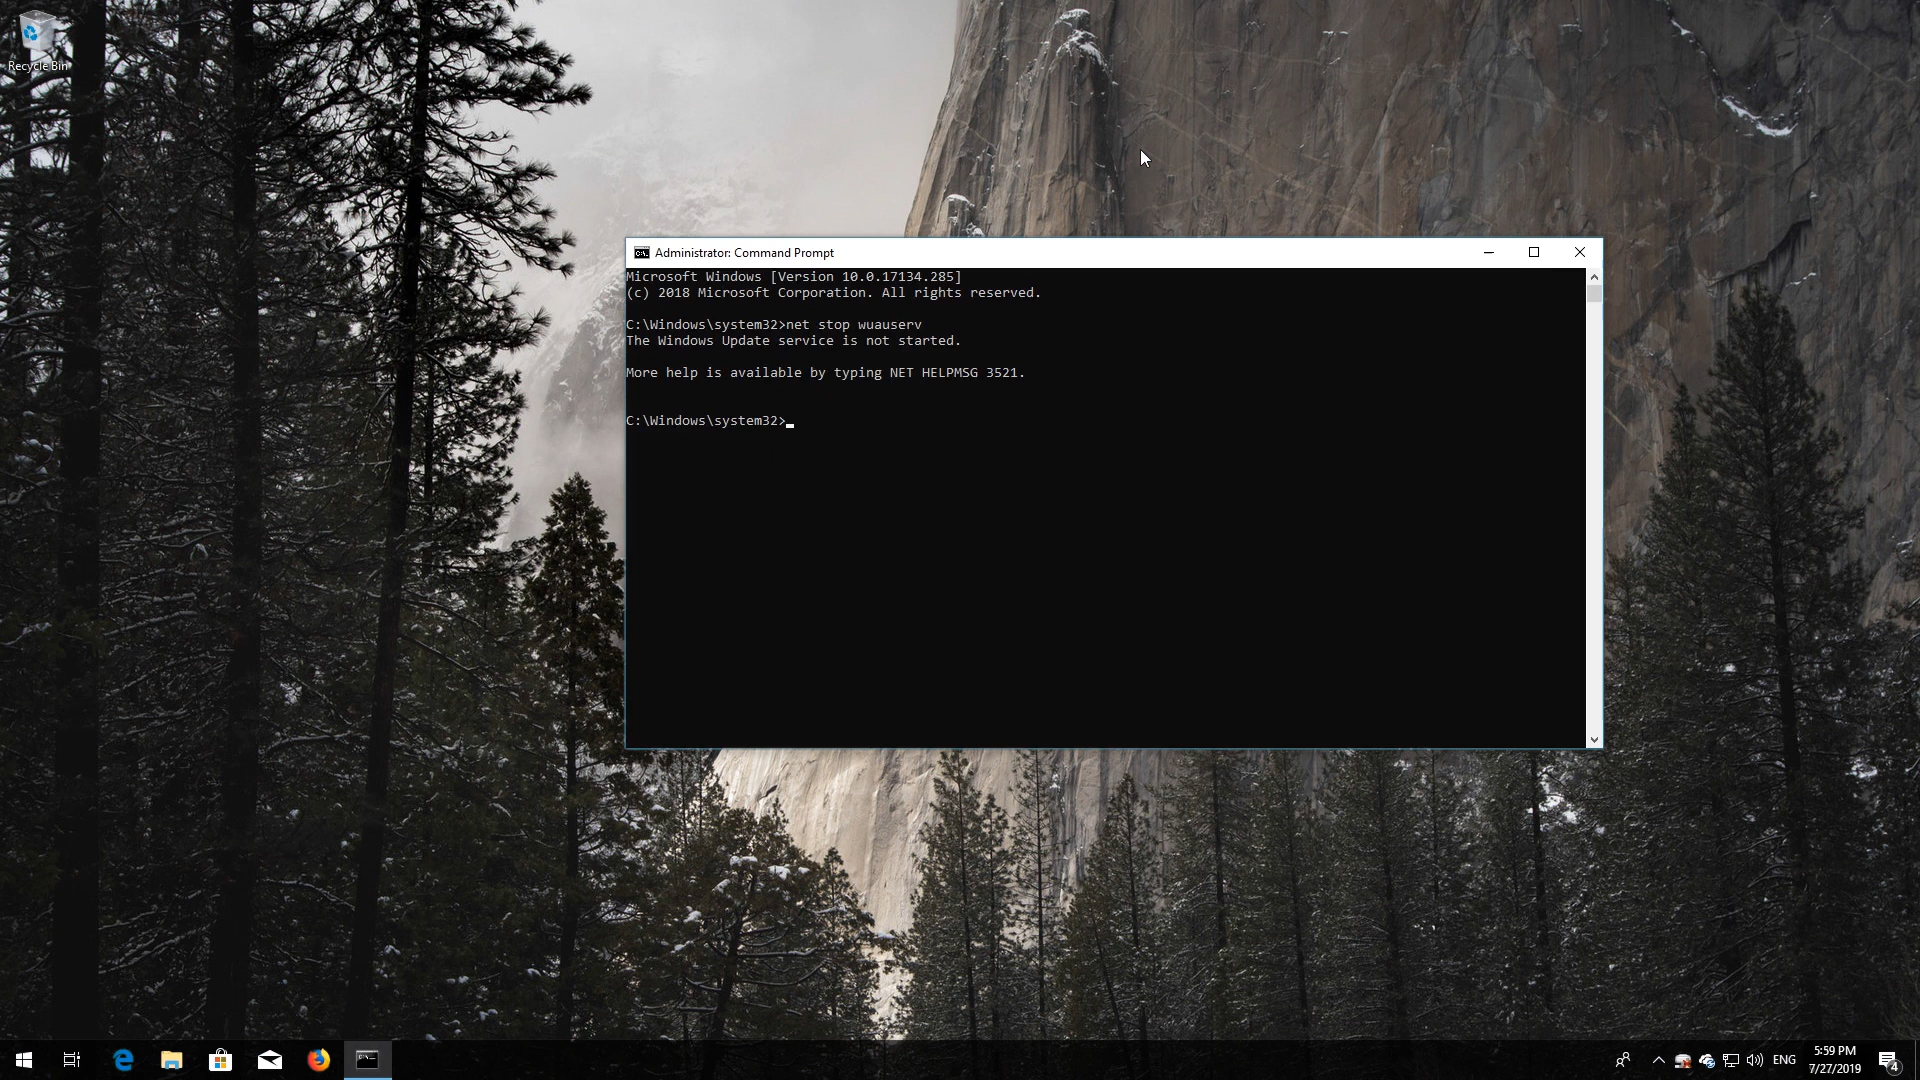 Recycle Bin
Administrator: Command Prompt
Microsoft Windows [Version 10.0.17134.285]
(c) 2018 Microsoft Corporation. All rights reserved.
C:\Windows\system32>net stop wuauserv
The Windows Update service is not started.
More help is available by typing NET HELPMSG 3521.
C:\Windows\system32>
ENG
5:59 PM
7/27/2019
4